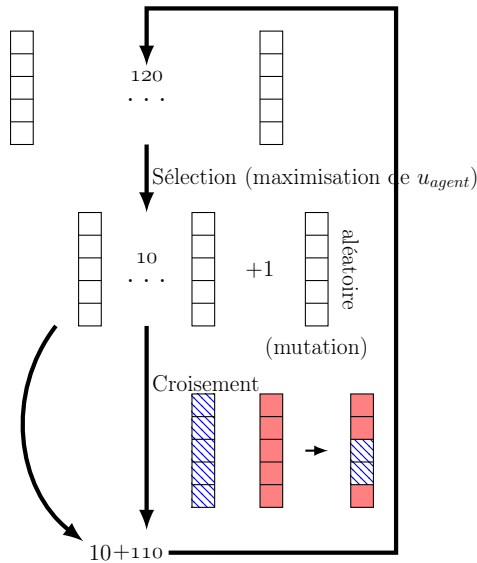 120
. . .
Sélection (maximisation de u_agent)
10
. . .
+1
aléatoire
(mutation)
Croisement
10+110